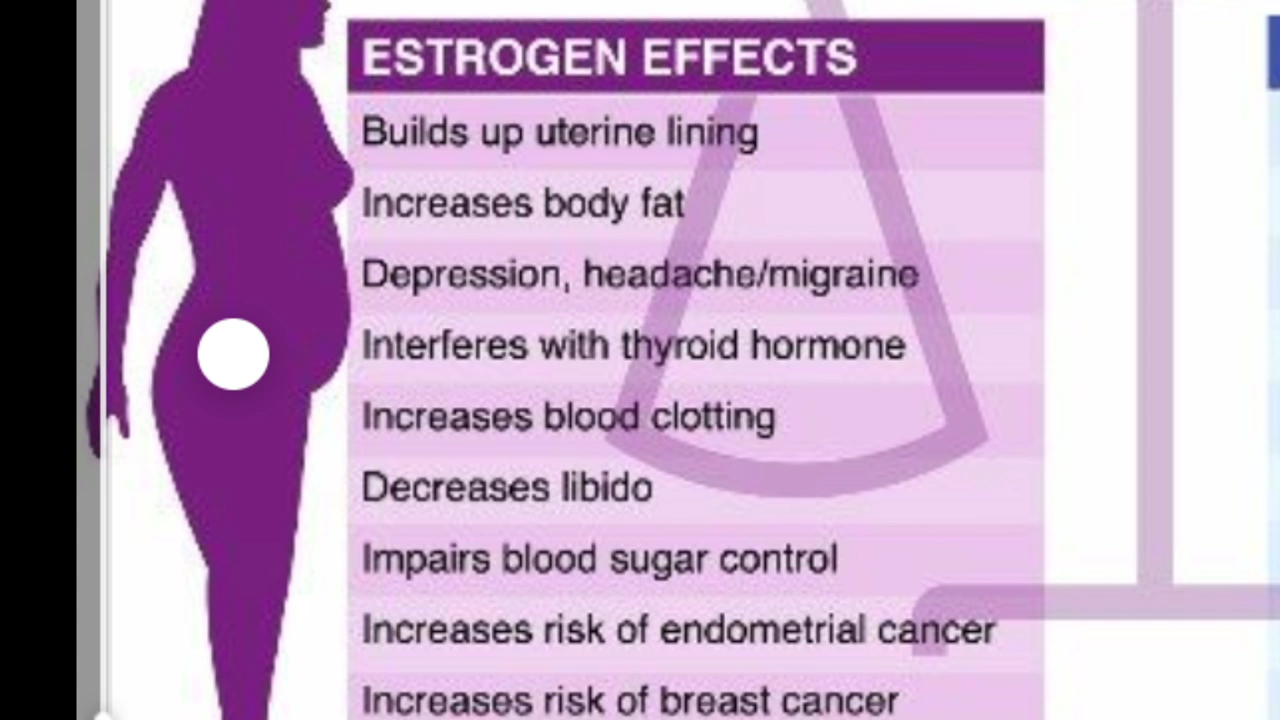 ESTROGEN EFFECTS
Builds up uterine lining
Increases body fat
Depression, headache/migraine
Interferes with thyroid hormone
Increases blood clotting
Decreases libido
Impairs blood sugar control
Increases risk of endometrial cancer
Increases risk of breast cancer